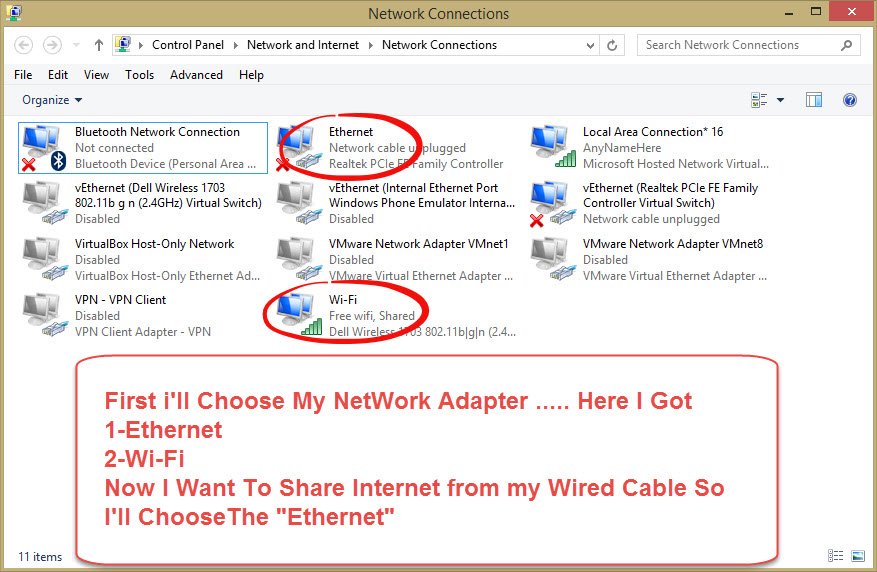 Network Connections
Control Panel Network and Internet Network Connections
Search Network Connections
File Edit View Tools Advanced Help
Organize
Bluetooth Network Connection
Not connected
Bluetooth Device (Personal Area ...
Ethernet
Network cable unplugged
Realtek PCIe FE Family Controller
Local Area Connection* 16
AnyNameHere
Microsoft Hosted Network Virtual...
vEthernet (Dell Wireless 1703
802.11b g n (2.4GHz) Virtual Switch)
Disabled
vEthernet (Internal Ethernet Port
Windows Phone Emulator Interna...
Disabled
vEthernet (Realtek PCIe FE Family
Controller Virtual Switch)
Network cable unplugged
VirtualBox Host-Only Network
Disabled
VirtualBox Host-Only Ethernet Ad...
VMware Network Adapter VMnet1
Disabled
VMware Virtual Ethernet Adapter ...
VMware Network Adapter VMnet8
Disabled
VMware Virtual Ethernet Adapter ...
VPN - VPN Client
Disabled
VPN Client Adapter - VPN
Wi-Fi
Free wifi, Shared
Dell Wireless 1703 802.11b|g|n (2.4...
First i'll Choose My NetWork Adapter ..... Here I Got
1-Ethernet
2-Wi-Fi
Now I Want To Share Internet from my Wired Cable So
I'll ChooseThe "Ethernet"
11 items